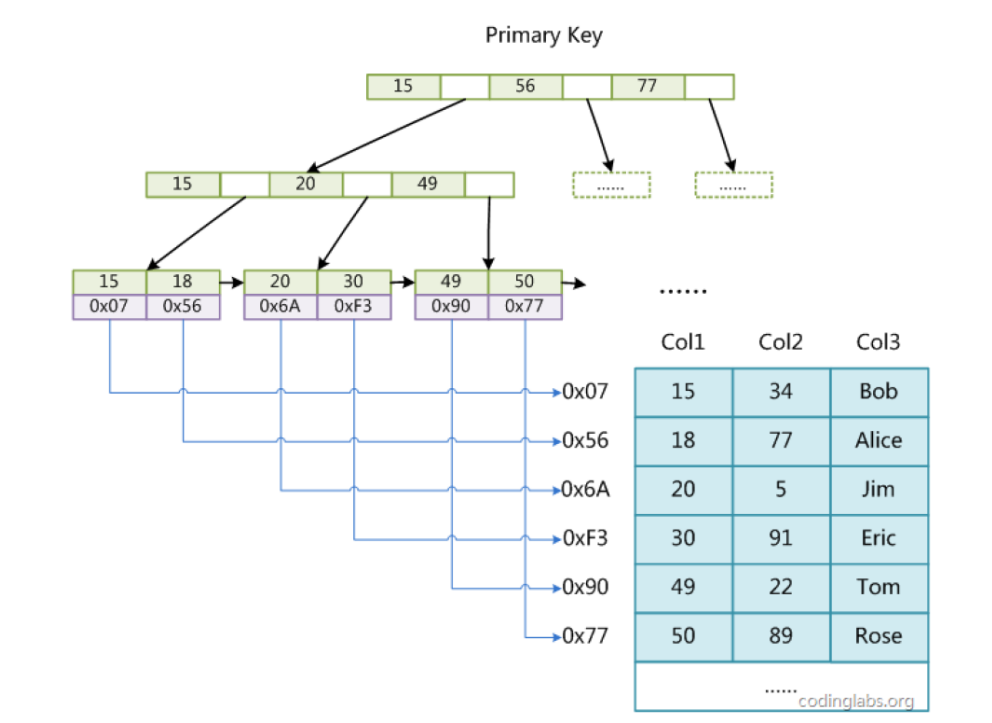 Primary Key
15 56 77
15 20 49 ...... ......
15 18 20 30 49 50
0x07 0x56 0x6A 0xF3 0x90 0x77
......
Col1 Col2 Col3
0x07 15 34 Bob
0x56 18 77 Alice
0x6A 20 5 Jim
0xF3 30 91 Eric
0x90 49 22 Tom
0x77 50 89 Rose
......
codinglabs.org